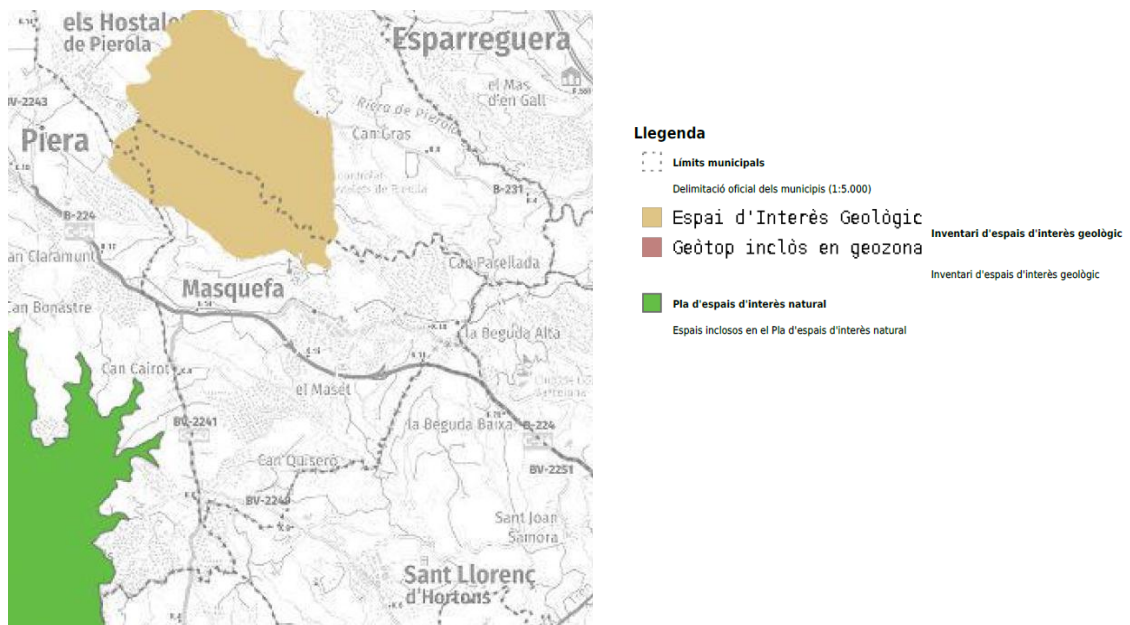 els Hostale
de Pierola
Esparreguera
el Mas
d'en Gall
BV-2243
Riera de Pierola
Piera
Can Gras
B-231
B-224
an Claramunt
Can Parellada
Masquefa
Can Bonastre
la Beguda Alta
Can Cairot
el Maset
BV-2241
la Beguda Baixa
B-224
Can Quiseró
BV-2251
BV-2249
Sant Joan
Samora
Sant Llorenç
d'Hortons
Llegenda
Límits municipals
Delimitació oficial dels municipis (1:5.000)
Espai d'Interès Geològic
Geòtop inclòs en geozona
Inventari d'espais d'interès geològic
Inventari d'espais d'interès geològic
Pla d'espais d'interès natural
Espais inclosos en el Pla d'espais d'interès natural